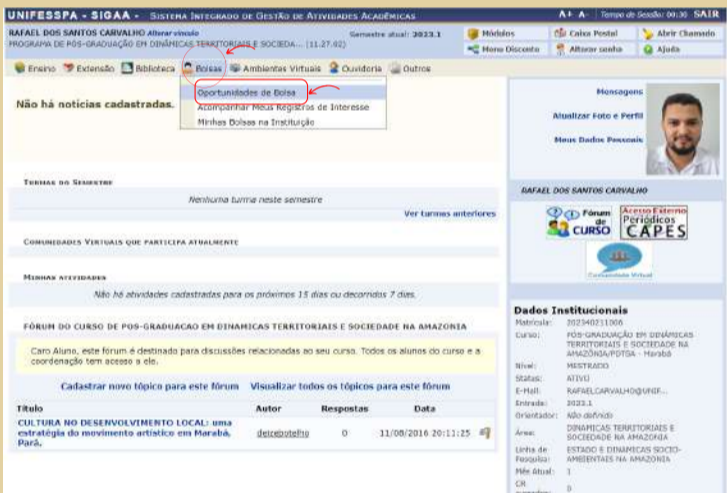 UNIFESSPA - SIGAA - Sistema Integrado de Gestão de Atividades Acadêmicas
A+ A- Tempo de Sessão: 00:30 SAIR
RAFAEL DOS SANTOS CARVALHO Alterar vínculo
Semestre atual: 2023.1
PROGRAMA DE PÓS-GRADUAÇÃO EM DINÂMICAS TERRITORIAIS E SOCIEDA... (11.27.02)
Módulos
Caixa Postal
Abrir Chamado
Menu Discente
Alterar senha
Ajuda
Ensino Extensão Biblioteca Bolsas Ambientes Virtuais Ouvidoria Outros
Oportunidades de Bolsa
Acompanhar Meus Registros de Interesse
Minhas Bolsas na Instituição
Não há notícias cadastradas.
Turmas do Semestre
Nenhuma turma neste semestre
Ver turmas anteriores
Comunidades Virtuais que participa atualmente
Minhas atividades
Não há atividades cadastradas para os próximos 15 dias ou decorridos 7 dias.
FÓRUM DO CURSO DE POS-GRADUACAO EM DINAMICAS TERRITORIAIS E SOCIEDADE NA AMAZONIA
Caro Aluno, este fórum é destinado para discussões relacionadas ao seu curso. Todos os alunos do curso e a
coordenação tem acesso a ele.
Cadastrar novo tópico para este fórum Visualizar todos os tópicos para este fórum
Título Autor Respostas Data
CULTURA NO DESENVOLVIMENTO LOCAL: uma
estratégia do movimento artístico em Marabá,
Pará.
deicebotelho 0 11/08/2016 20:11:25
Mensagens
Atualizar Foto e Perfil
Meus Dados Pessoais
RAFAEL DOS SANTOS CARVALHO
Fórum
de
CURSO
Acesso Externo
Periódicos
CAPES
Comunidade Virtual
Dados Institucionais
Matrícula: 202340211006
Curso: PÓS-GRADUAÇÃO EM DINÂMICAS
TERRITORIAIS E SOCIEDADE NA
AMAZÔNIA/PDTSA - Marabá
Nível: MESTRADO
Status: ATIVO
E-Mail: RAFAELCARVALHO@UNIF...
Entrada: 2023.1
Orientador: Não definido
Área: DINAMICAS TERRITORIAIS E
SOCIEDADE NA AMAZONIA
Linha de
Pesquisa: ESTADO E DINAMICAS SOCIO-
AMBIENTAIS NA AMAZONIA
Mês Atual: 1
CR
0